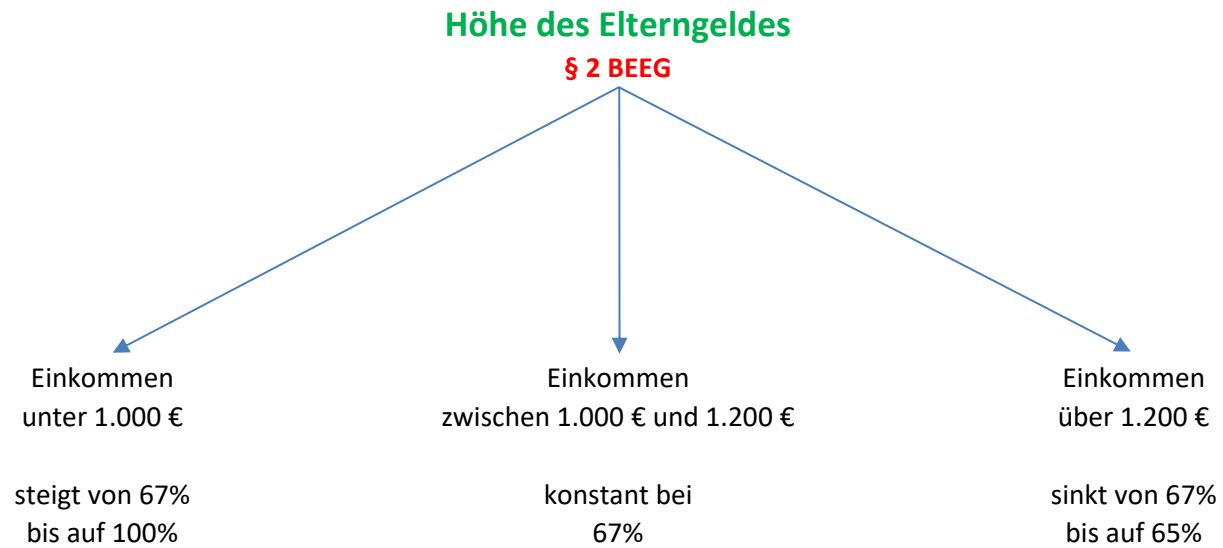 Höhe des Elterngeldes
§ 2 BEEG
Einkommen
unter 1.000 €
steigt von 67%
bis auf 100%
Einkommen
zwischen 1.000 € und 1.200 €
konstant bei
67%
Einkommen
über 1.200 €
sinkt von 67%
bis auf 65%